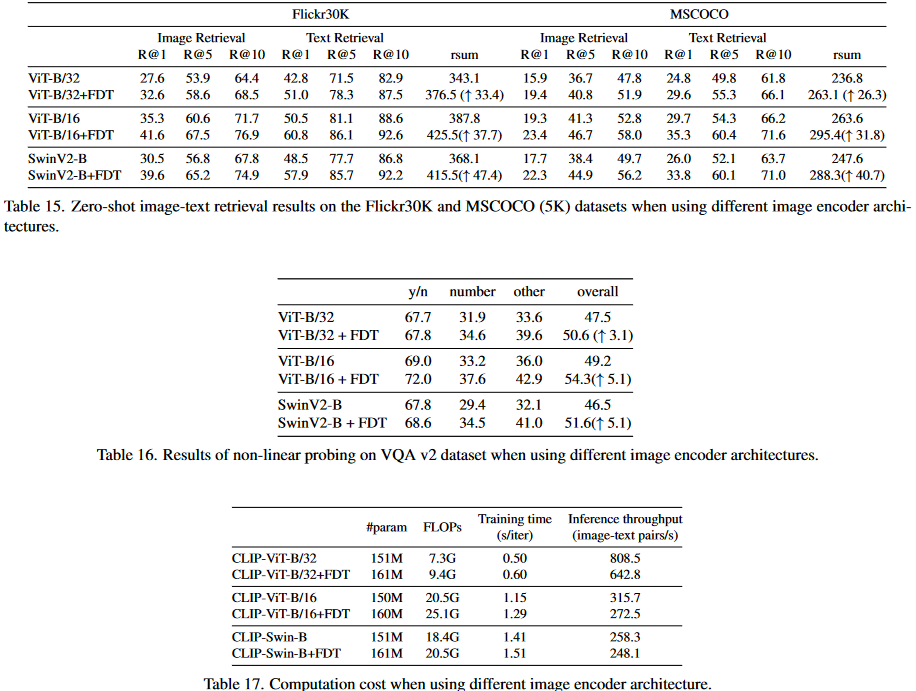 Flickr30K MSCOCO
Image Retrieval Text Retrieval Image Retrieval Text Retrieval
R@1 R@5 R@10 R@1 R@5 R@10 rsum R@1 R@5 R@10 R@1 R@5 R@10 rsum
ViT-B/32 27.6 53.9 64.4 42.8 71.5 82.9 343.1 15.9 36.7 47.8 24.8 49.8 61.8 236.8
ViT-B/32+FDT 32.6 58.6 68.5 51.0 78.3 87.5 376.5 (↑ 33.4) 19.4 40.8 51.9 29.6 55.3 66.1 263.1 (↑ 26.3)
ViT-B/16 35.3 60.6 71.7 50.5 81.1 88.6 387.8 19.3 41.3 52.8 29.7 54.3 66.2 263.6
ViT-B/16+FDT 41.6 67.5 76.9 60.8 86.1 92.6 425.5(↑ 37.7) 23.4 46.7 58.0 35.3 60.4 71.6 295.4(↑ 31.8)
SwinV2-B 30.5 56.8 67.8 48.5 77.7 86.8 368.1 17.7 38.4 49.7 26.0 52.1 63.7 247.6
SwinV2-B+FDT 39.6 65.2 74.9 57.9 85.7 92.2 415.5(↑ 47.4) 22.3 44.9 56.2 33.8 60.1 71.0 288.3(↑ 40.7)
Table 15. Zero-shot image-text retrieval results on the Flickr30K and MSCOCO (5K) datasets when using different image encoder archi-
tectures.
y/n number other overall
ViT-B/32 67.7 31.9 33.6 47.5
ViT-B/32 + FDT 67.8 34.6 39.6 50.6 (↑ 3.1)
ViT-B/16 69.0 33.2 36.0 49.2
ViT-B/16 + FDT 72.0 37.6 42.9 54.3(↑ 5.1)
SwinV2-B 67.8 29.4 32.1 46.5
SwinV2-B + FDT 68.6 34.5 41.0 51.6(↑ 5.1)
Table 16. Results of non-linear probing on VQA v2 dataset when using different image encoder architectures.
#param FLOPs Training time Inference throughput
(s/iter) (image-text pairs/s)
CLIP-ViT-B/32 151M 7.3G 0.50 808.5
CLIP-ViT-B/32+FDT 161M 9.4G 0.60 642.8
CLIP-ViT-B/16 150M 20.5G 1.15 315.7
CLIP-ViT-B/16+FDT 160M 25.1G 1.29 272.5
CLIP-Swin-B 151M 18.4G 1.41 258.3
CLIP-Swin-B+FDT 161M 20.5G 1.51 248.1
Table 17. Computation cost when using different image encoder architecture.